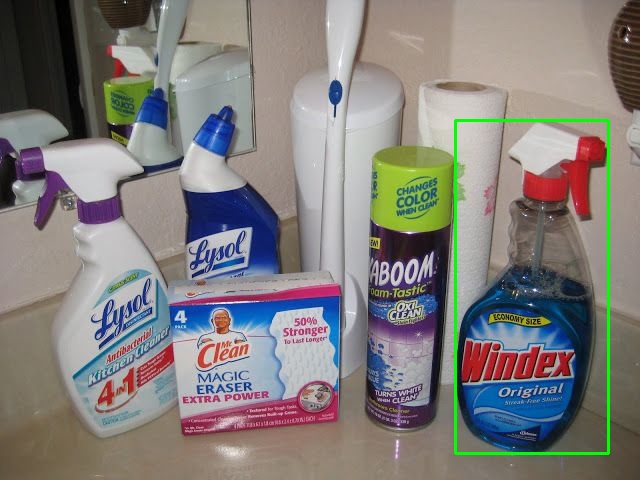 CHANGES
COLOR
WHEN CLEAN
Lysol
NEW!
KABOOM
Foam-Tastic
OXI
CLEAN
TURNS WHITE
WHEN CLEAN
Lysol
Antibacterial
Kitchen Cleaner
4 in 1
4
PACK
Mr.
Clean
MAGIC
ERASER
EXTRA POWER
50%
Stronger
To Last Longer
ECONOMY SIZE
Windex
Original
Streak-Free Shine!